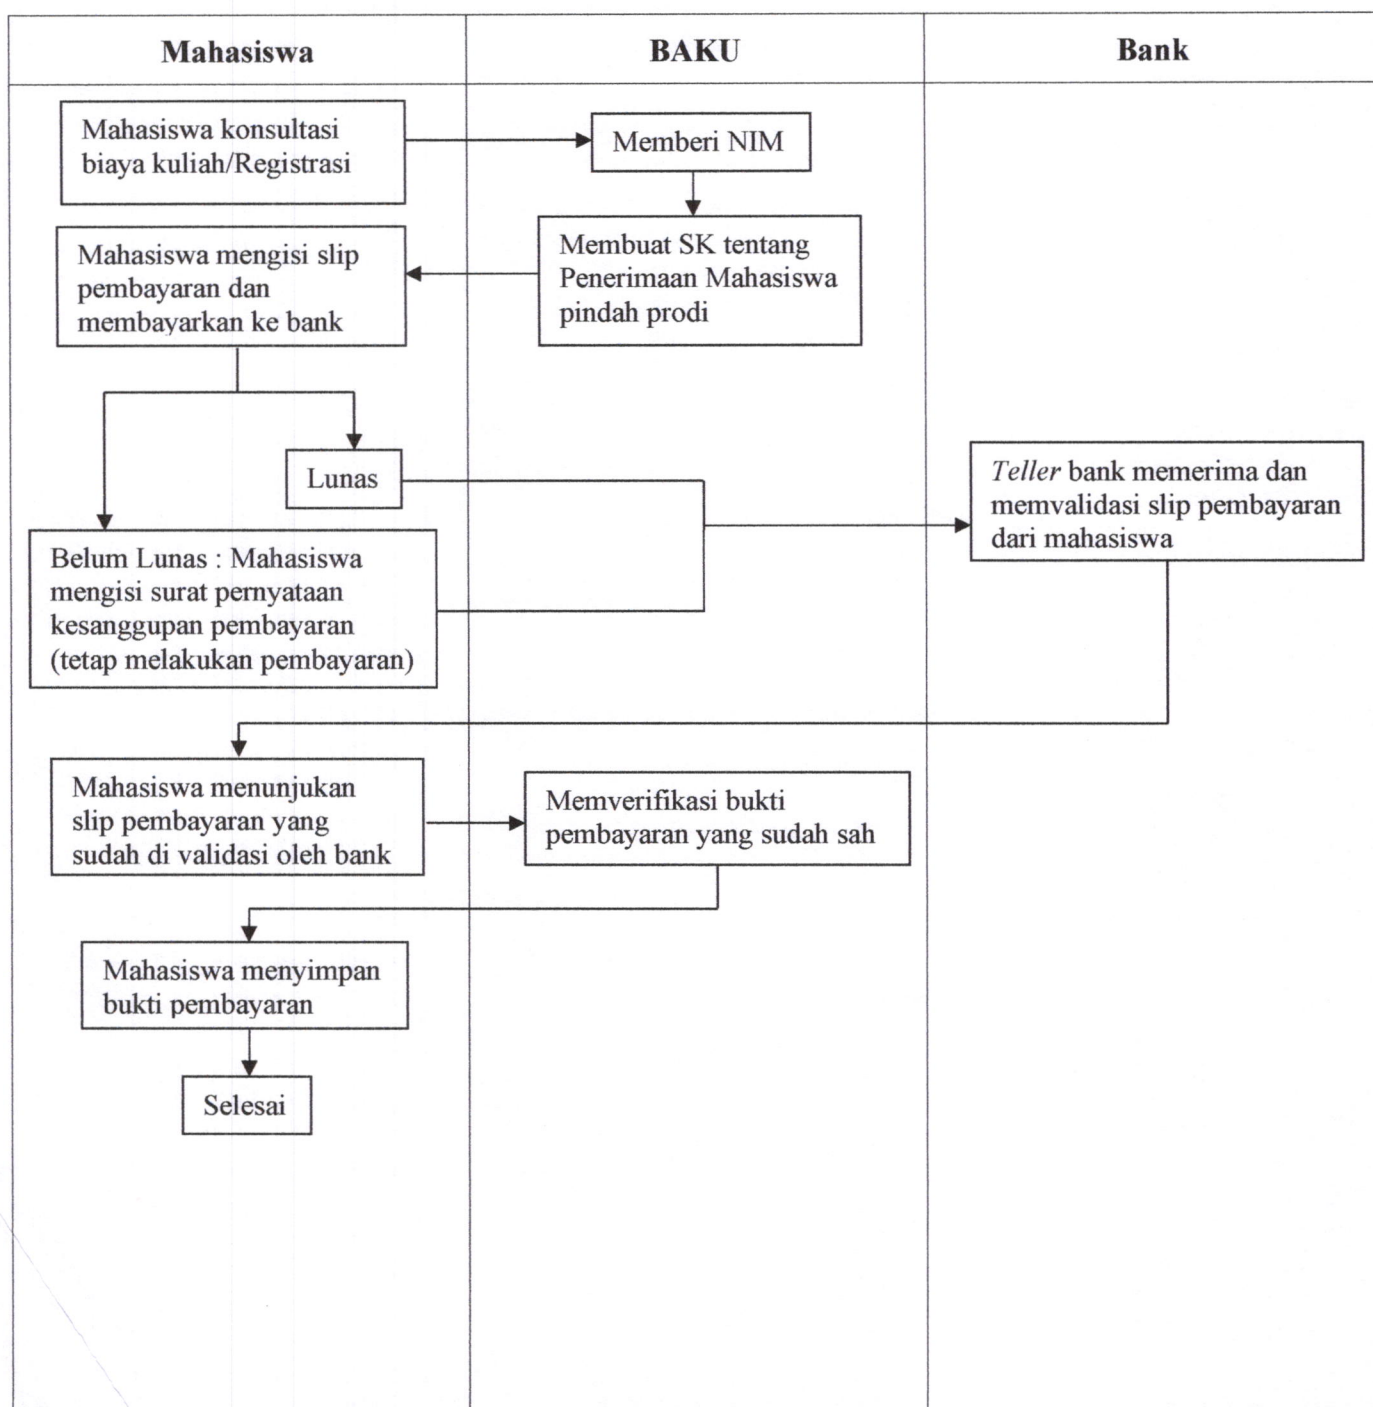 Mahasiswa
BAKU
Bank
Mahasiswa konsultasi
biaya kuliah/Registrasi
Memberi NIM
Membuat SK tentang
Penerimaan Mahasiswa
pindah prodi
Mahasiswa mengisi slip
pembayaran dan
membayarkan ke bank
Lunas
Belum Lunas : Mahasiswa
mengisi surat pernyataan
kesanggupan pembayaran
(tetap melakukan pembayaran)
Teller bank memerima dan
memvalidasi slip pembayaran
dari mahasiswa
Mahasiswa menunjukan
slip pembayaran yang
sudah di validasi oleh bank
Memverifikasi bukti
pembayaran yang sudah sah
Mahasiswa menyimpan
bukti pembayaran
Selesai